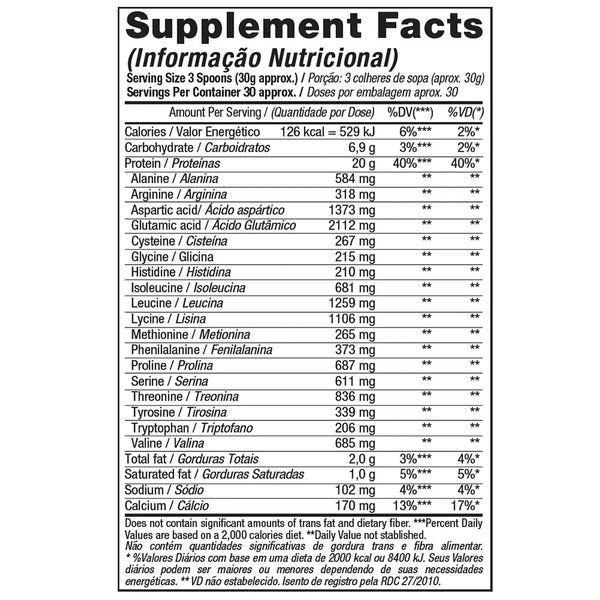 Supplement Facts
(Informação Nutricional)
Serving Size 3 Spoons (30g approx.) / Porção: 3 colheres de sopa (aprox. 30g)
Servings Per Container 30 approx. / Doses por embalagem aprox. 30
Amount Per Serving / (Quantidade por Dose) %DV(***) %VD(*)
Calories / Valor Energético 126 kcal = 529 kJ 6%*** 2%*
Carbohydrate / Carboidratos 6,9 g 3%*** 2%*
Protein / Proteínas 20 g 40%*** 40%*
Alanine / Alanina 584 mg ** **
Arginine / Arginina 318 mg ** **
Aspartic acid/ Ácido aspártico 1373 mg ** **
Glutamic acid / Ácido Glutâmico 2112 mg ** **
Cysteine / Cisteína 267 mg ** **
Glycine / Glicina 215 mg ** **
Histidine / Histidina 210 mg ** **
Isoleucine / Isoleucina 681 mg ** **
Leucine / Leucina 1259 mg ** **
Lycine / Lisina 1106 mg ** **
Methionine / Metionina 265 mg ** **
Phenilalanine / Fenilalanina 373 mg ** **
Proline / Prolina 687 mg ** **
Serine / Serina 611 mg ** **
Threonine / Treonina 836 mg ** **
Tyrosine / Tirosina 339 mg ** **
Tryptophan / Triptofano 206 mg ** **
Valine / Valina 685 mg ** **
Total fat / Gorduras Totais 2,0 g 3%*** 4%*
Saturated fat / Gorduras Saturadas 1,0 g 5%*** 5%*
Sodium / Sódio 102 mg 4%*** 4%*
Calcium / Cálcio 170 mg 13%*** 17%*
Does not contain significant amounts of trans fat and dietary fiber. ***Percent Daily
Values are based on a 2,000 calories diet. **Daily Value not stablished.
Não contém quantidades significativas de gordura trans e fibra alimentar.
* %Valores Diários com base em uma dieta de 2000 kcal ou 8400 kJ. Seus Valores
diários podem ser maiores ou menores dependendo de suas necessidades
energéticas. ** VD não estabelecido. Isento de registro pela RDC 27/2010.